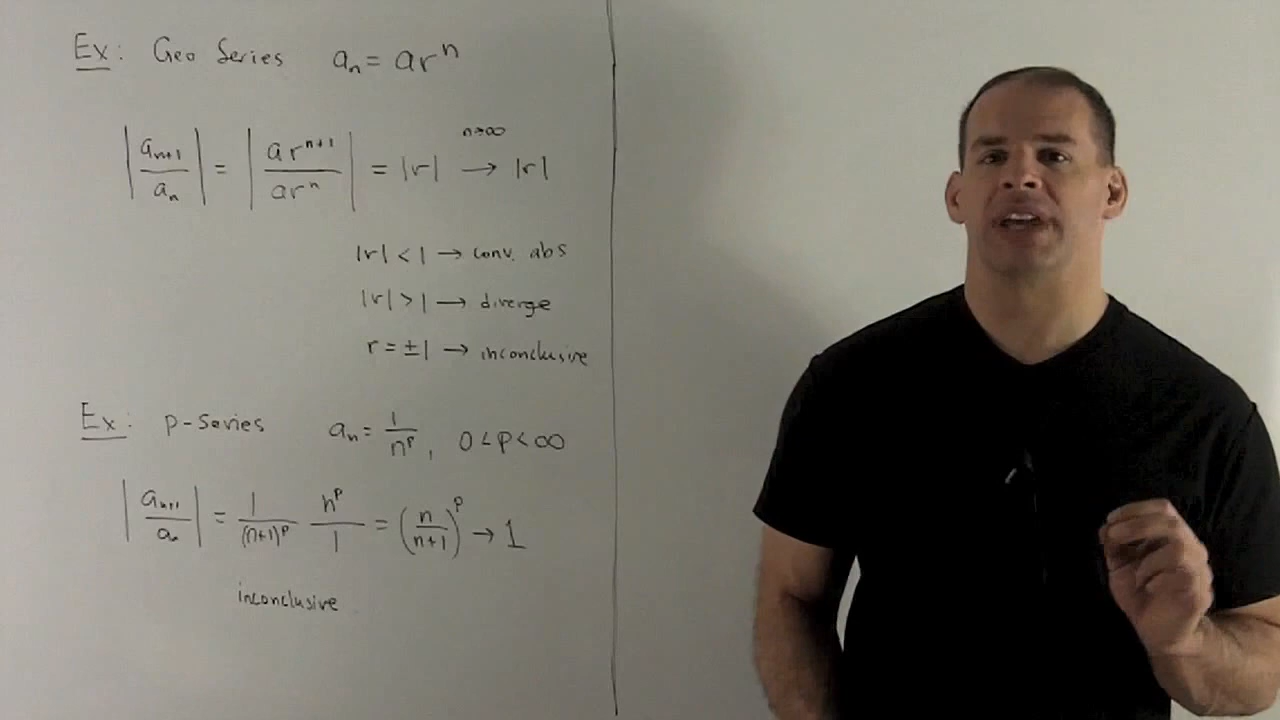 Ex: Geo Series aₙ = arⁿ
|aₙ₊₁/aₙ| = |arⁿ⁺¹/arⁿ| = |r| →(n→∞) |r|
|r| < 1 → conv. abs
|r| > 1 → diverge
r = ±1 → inconclusive
Ex: p-Series aₙ = 1/nᵖ, 0 < p < ∞
|aₙ₊₁/aₙ| = 1/(n+1)ᵖ nᵖ/1 = (n/n+1)ᵖ → 1
inconclusive